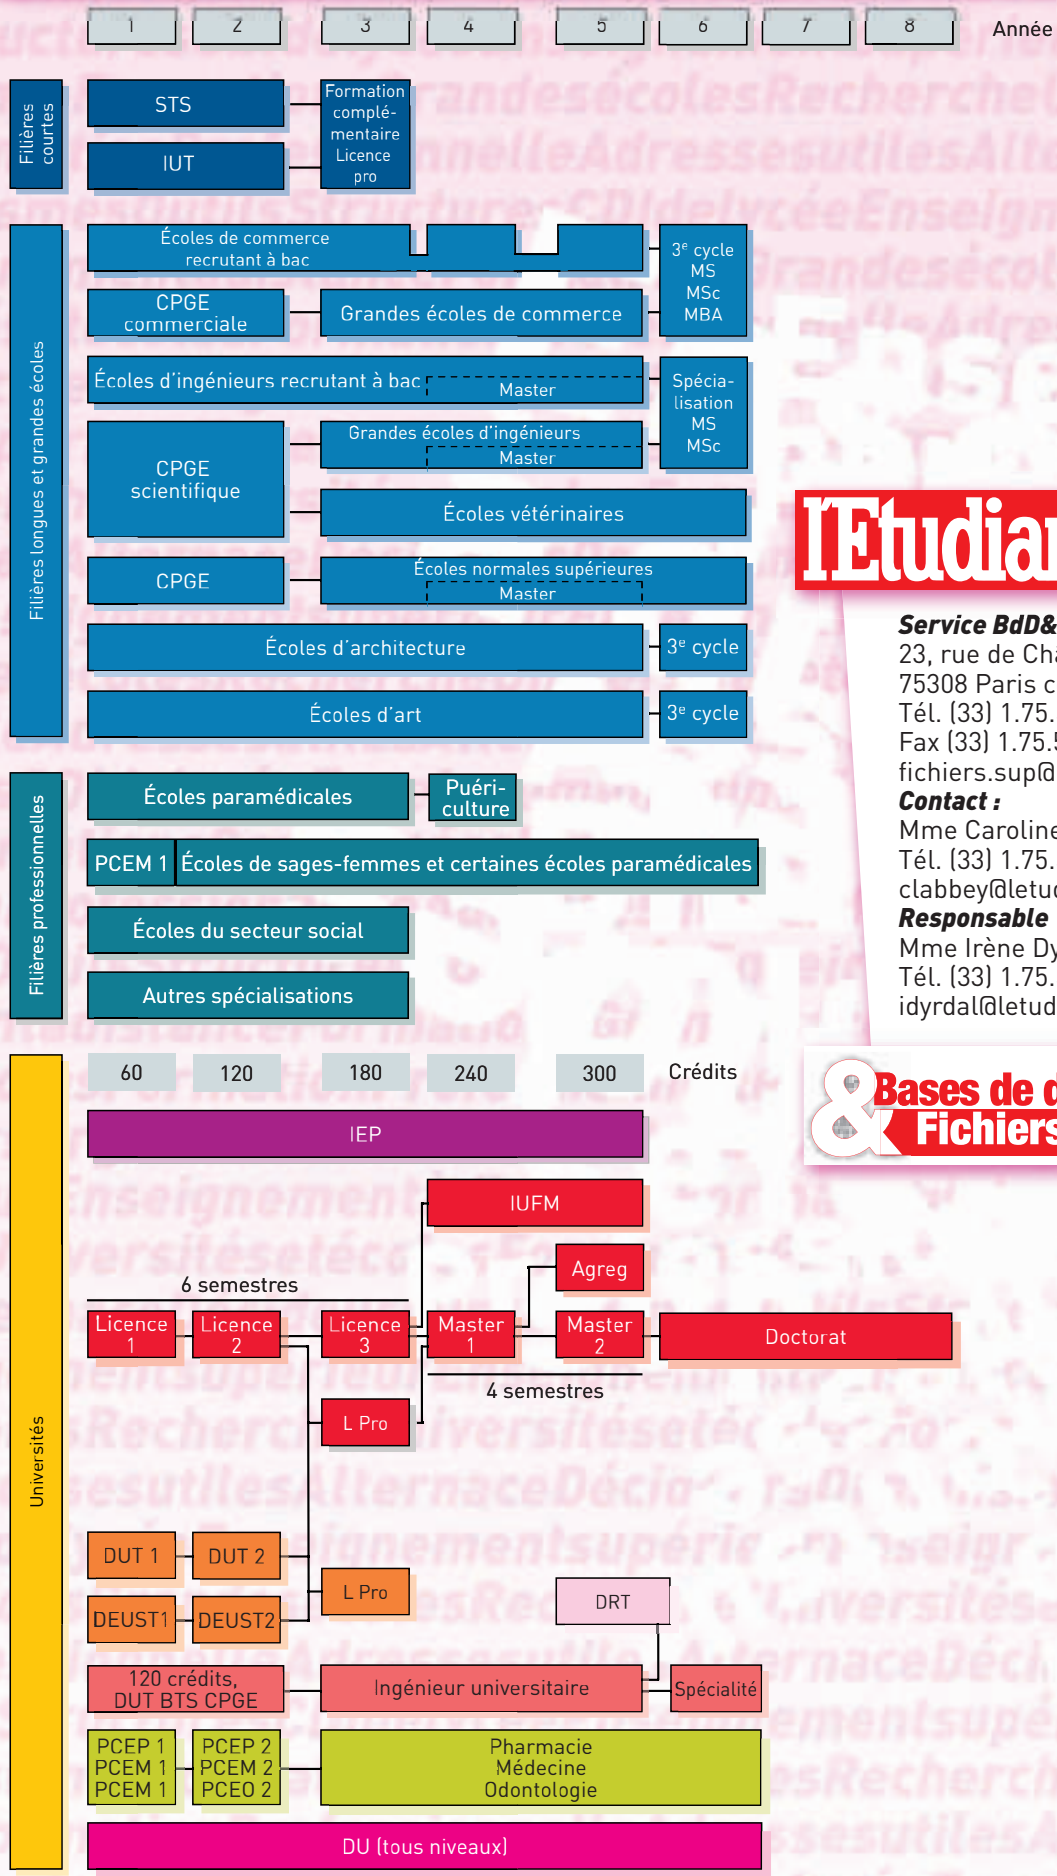 1 2 3 4 5 6 7 8 Année
Filières
courtes
STS
IUT
Formation
complé-
mentaire
Licence
pro
Filières longues et grandes écoles
Écoles de commerce
recrutant à bac
CPGE
commerciale
Grandes écoles de commerce
3e cycle
MS
MSc
MBA
Écoles d'ingénieurs recrutant à bac
Master
CPGE
scientifique
Grandes écoles d'ingénieurs
Master
Spécia-
lisation
MS
MSc
Écoles vétérinaires
CPGE
Écoles normales supérieures
Master
Écoles d'architecture
3e cycle
Écoles d'art
3e cycle
Filières professionnelles
Écoles paramédicales
Puéri-
culture
PCEM 1
Écoles de sages-femmes et certaines écoles paramédicales
Écoles du secteur social
Autres spécialisations
Universités
60 120 180 240 300 Crédits
IEP
IUFM
Agreg
6 semestres
Licence
1
Licence
2
Licence
3
Master
1
Master
2
Doctorat
4 semestres
L Pro
DUT 1
DUT 2
DEUST1
DEUST2
L Pro
DRT
120 crédits,
DUT BTS CPGE
Ingénieur universitaire
Spécialité
PCEP 1
PCEM 1
PCEM 1
PCEP 2
PCEM 2
PCEO 2
Pharmacie
Médecine
Odontologie
DU (tous niveaux)
l'Etudia
Service BdD&
23, rue de Châ
75308 Paris c
Tél. (33) 1.75.
Fax (33) 1.75.5
fichiers.sup@
Contact :
Mme Caroline
Tél. (33) 1.75.
clabbey@letud
Responsable
Mme Irène Dy
Tél. (33) 1.75.
idyrdal@letud
& Bases de d
Fichiers